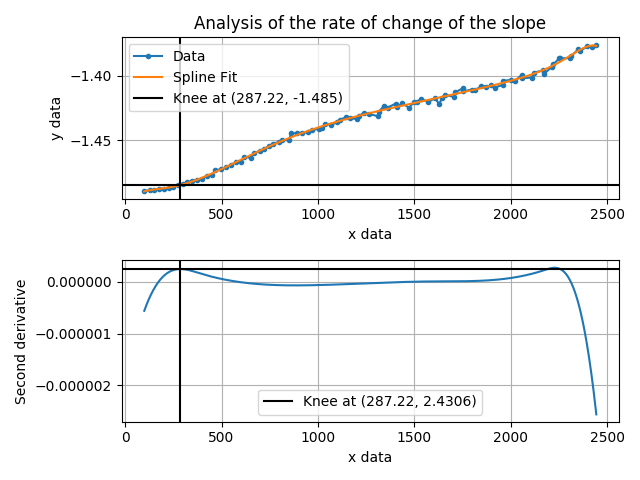 Analysis of the rate of change of the slope
Data
Spline Fit
Knee at (287.22, -1.485)
−1.40
−1.45
y data
0
500
1000
1500
2000
2500
x data
0.000000
−0.000001
−0.000002
Second derivative
Knee at (287.22, 2.4306)
0
500
1000
1500
2000
2500
x data